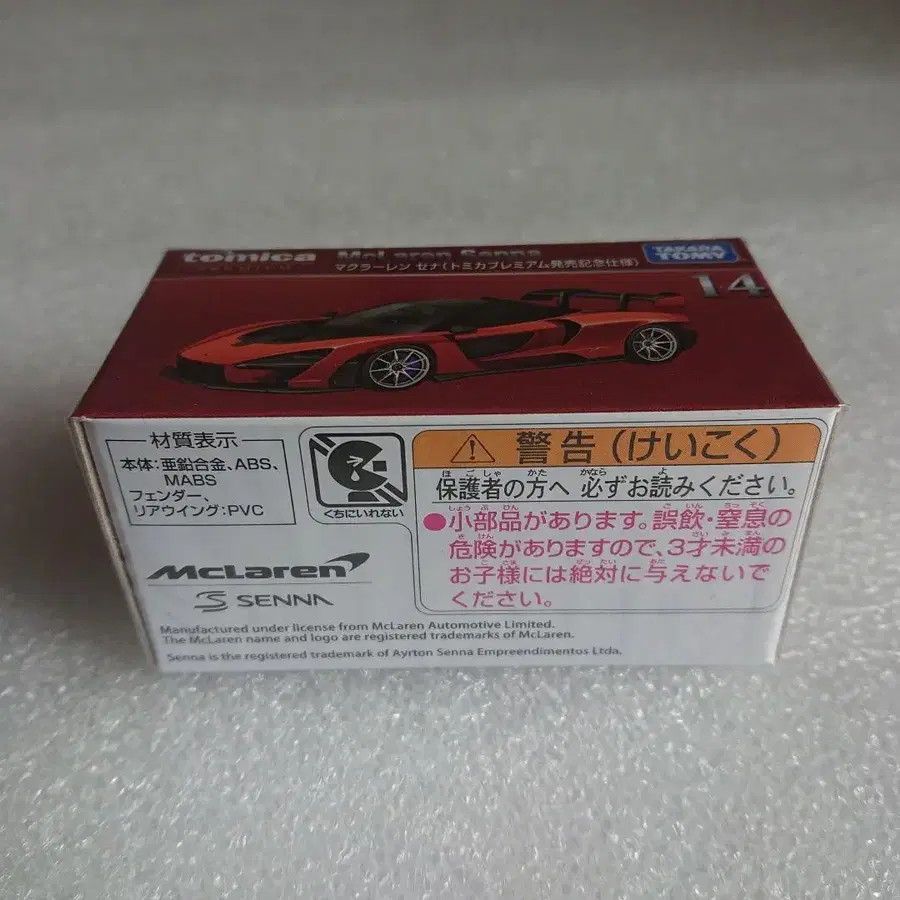 tomica
PREMIUM
McLaren Senna
マクラーレン セナ(トミカプレミアム発売記念仕様)
TAKARA
TOMY
14
材質表示
本体:亜鉛合金、ABS、
MABS
フェンダー、
リアウイング:PVC
くちにいれない
警告(けいこく)
ほごしゃ かた かなら よ
保護者の方へ 必ずお読みください。
しょうぶひん ごいん ちっそく
●小部品があります。誤飲・窒息の
きけん さいみまん
危険がありますので、3才未満の
こさま ぜったい あた
お子様には絶対に与えないで
ください。
McLaren
SENNA
Manufactured under license from McLaren Automotive Limited.
The McLaren name and logo are registered trademarks of McLaren.
Senna is the registered trademark of Ayrton Senna Empreendimentos Ltda.